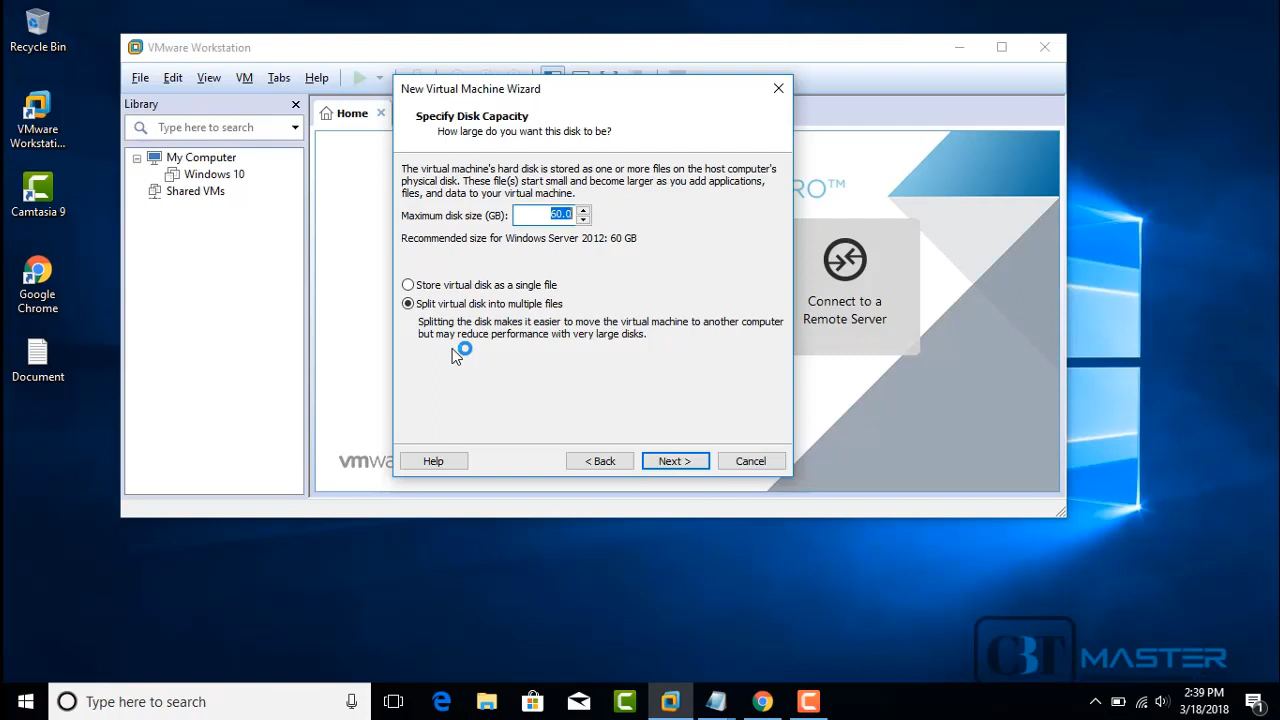 Recycle Bin
VMware
Workstati...
Camtasia 9
Google
Chrome
Document
VMware Workstation
File Edit View VM Tabs Help
Library
Type here to search
My Computer
Windows 10
Shared VMs
Home
New Virtual Machine Wizard
Specify Disk Capacity
How large do you want this disk to be?
The virtual machine's hard disk is stored as one or more files on the host computer's
physical disk. These file(s) start small and become larger as you add applications,
files, and data to your virtual machine.
Maximum disk size (GB): 60.0
Recommended size for Windows Server 2012: 60 GB
Store virtual disk as a single file
Split virtual disk into multiple files
Splitting the disk makes it easier to move the virtual machine to another computer
but may reduce performance with very large disks.
Help < Back Next > Cancel
RO™
Connect to a
Remote Server
vmwa
CBT MASTER
Type here to search
2:39 PM
3/18/2018
1